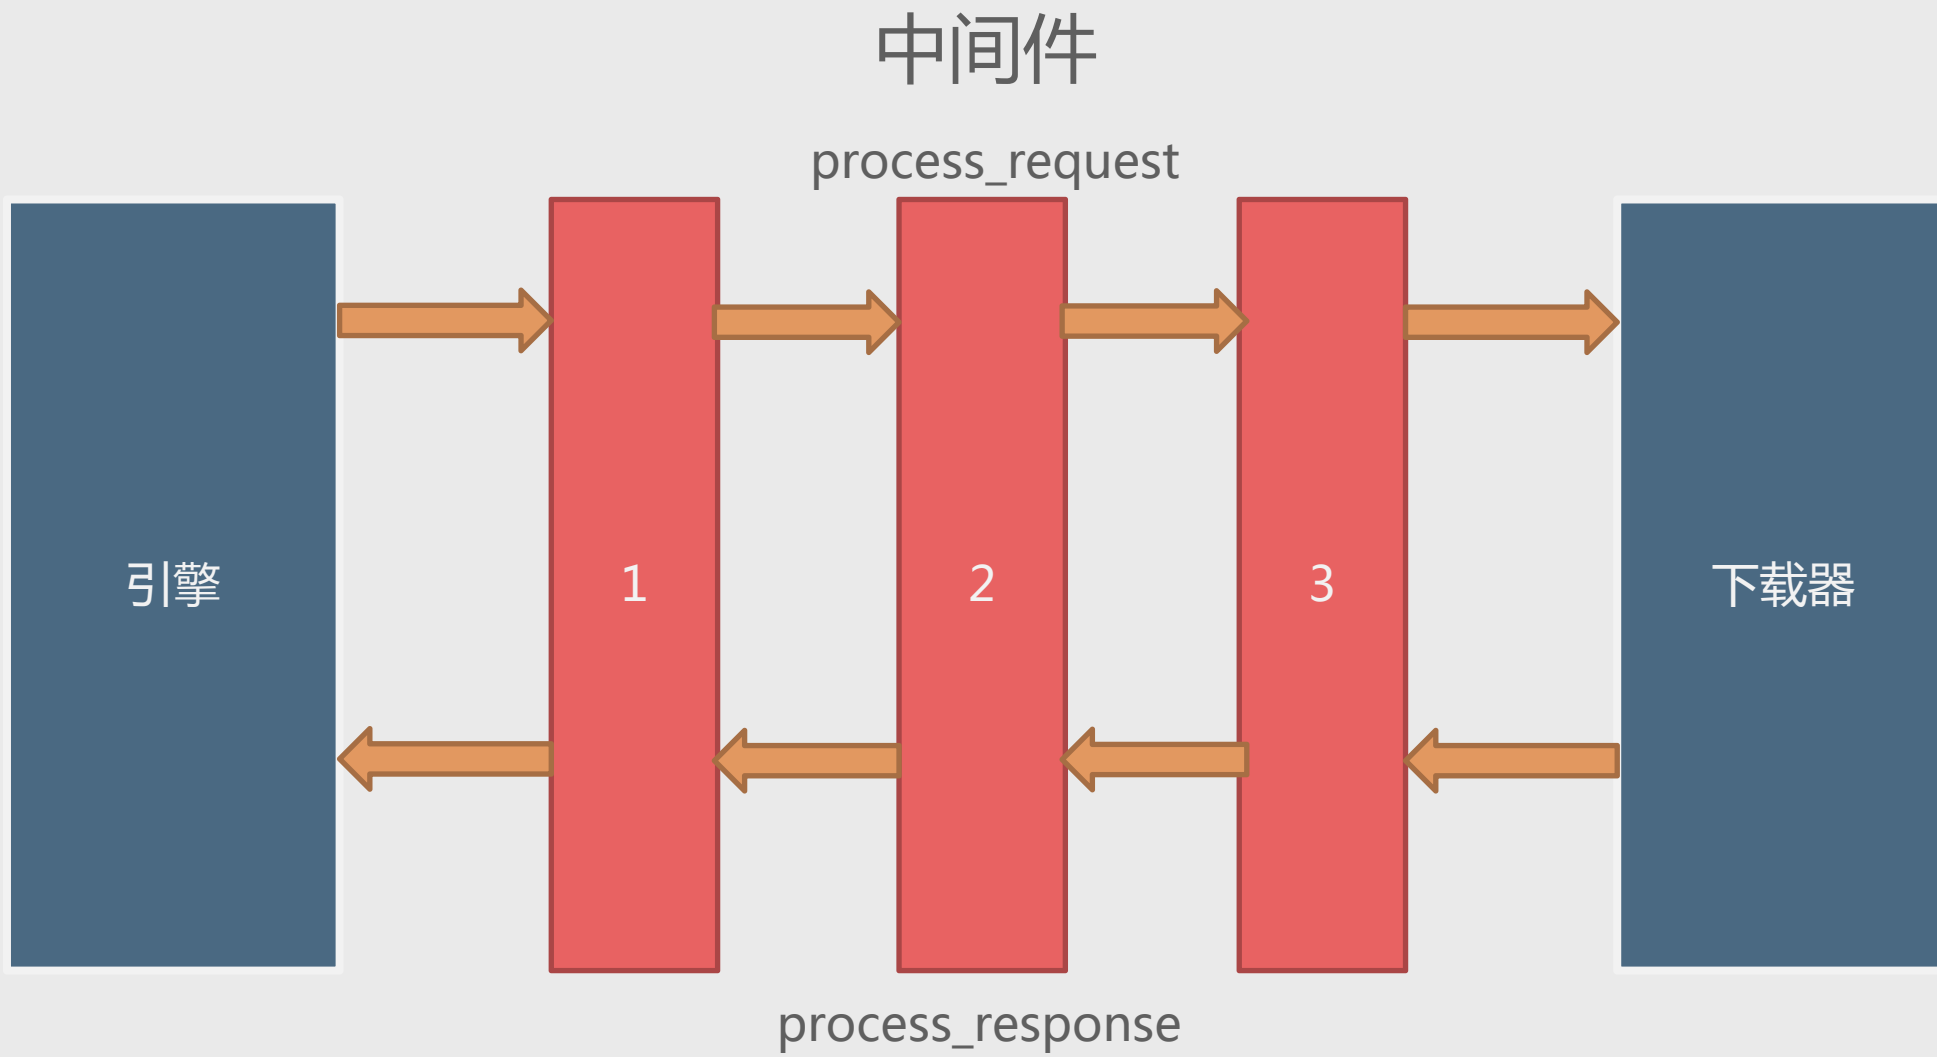 中间件
process_request
引擎
1
2
3
下载器
process_response